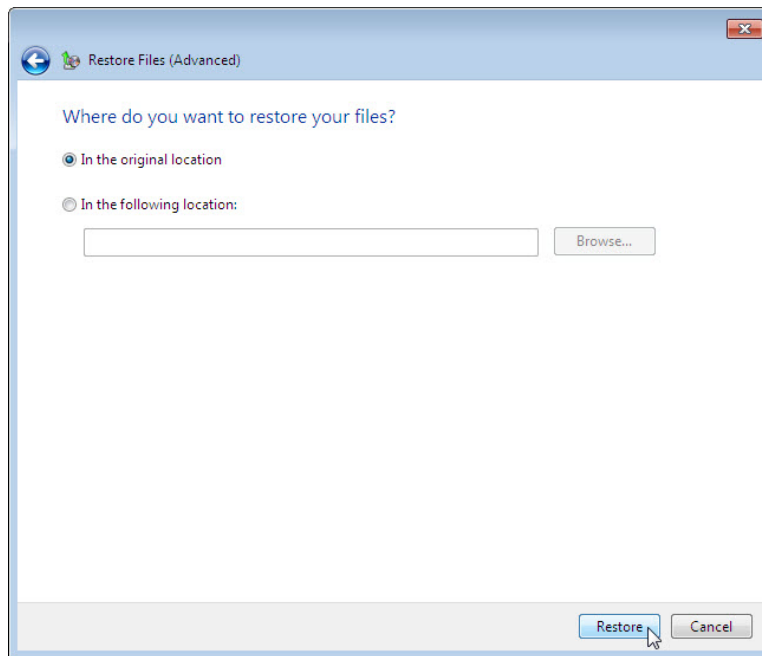 Restore Files (Advanced)
Where do you want to restore your files?
In the original location
In the following location:
Browse...
Restore
Cancel